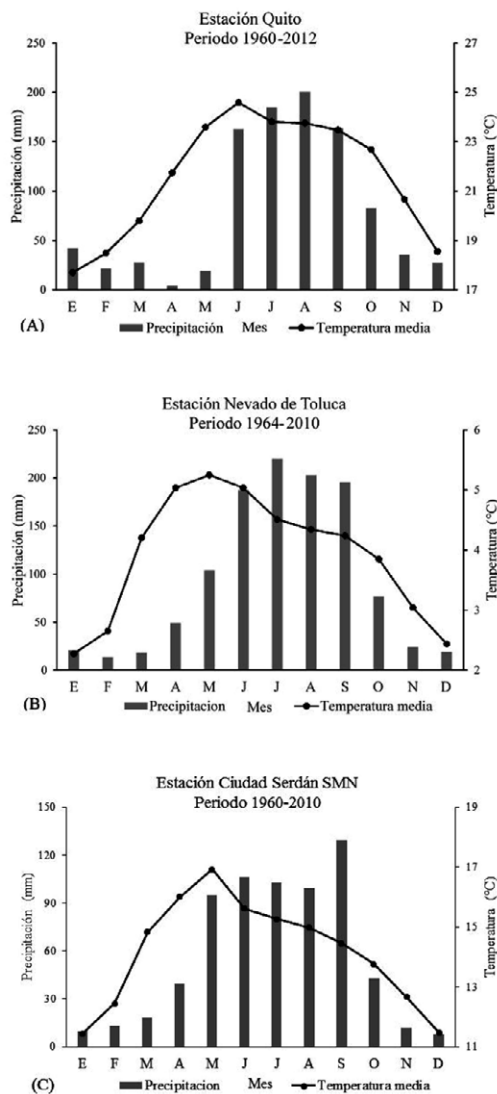 Estación Quito
Periodo 1960-2012
Precipitación (mm)
250
200
150
100
50
0
27
25
23
21
19
17
Temperatura (°C)
E F M A M J J A S O N D
(A)
Precipitación Mes Temperatura media
Estación Nevado de Toluca
Periodo 1964-2010
Precipitación (mm)
250
200
150
100
50
0
6
5
4
3
2
Temperatura (°C)
E F M A M J J A S O N D
(B)
Precipitacion Mes Temperatura media
Estación Ciudad Serdán SMN
Periodo 1960-2010
Precipitación (mm)
150
120
90
60
30
0
19
17
15
13
11
Temperatura (°C)
E F M A M J J A S O N D
(C)
Precipitacion Mes Temperatura media